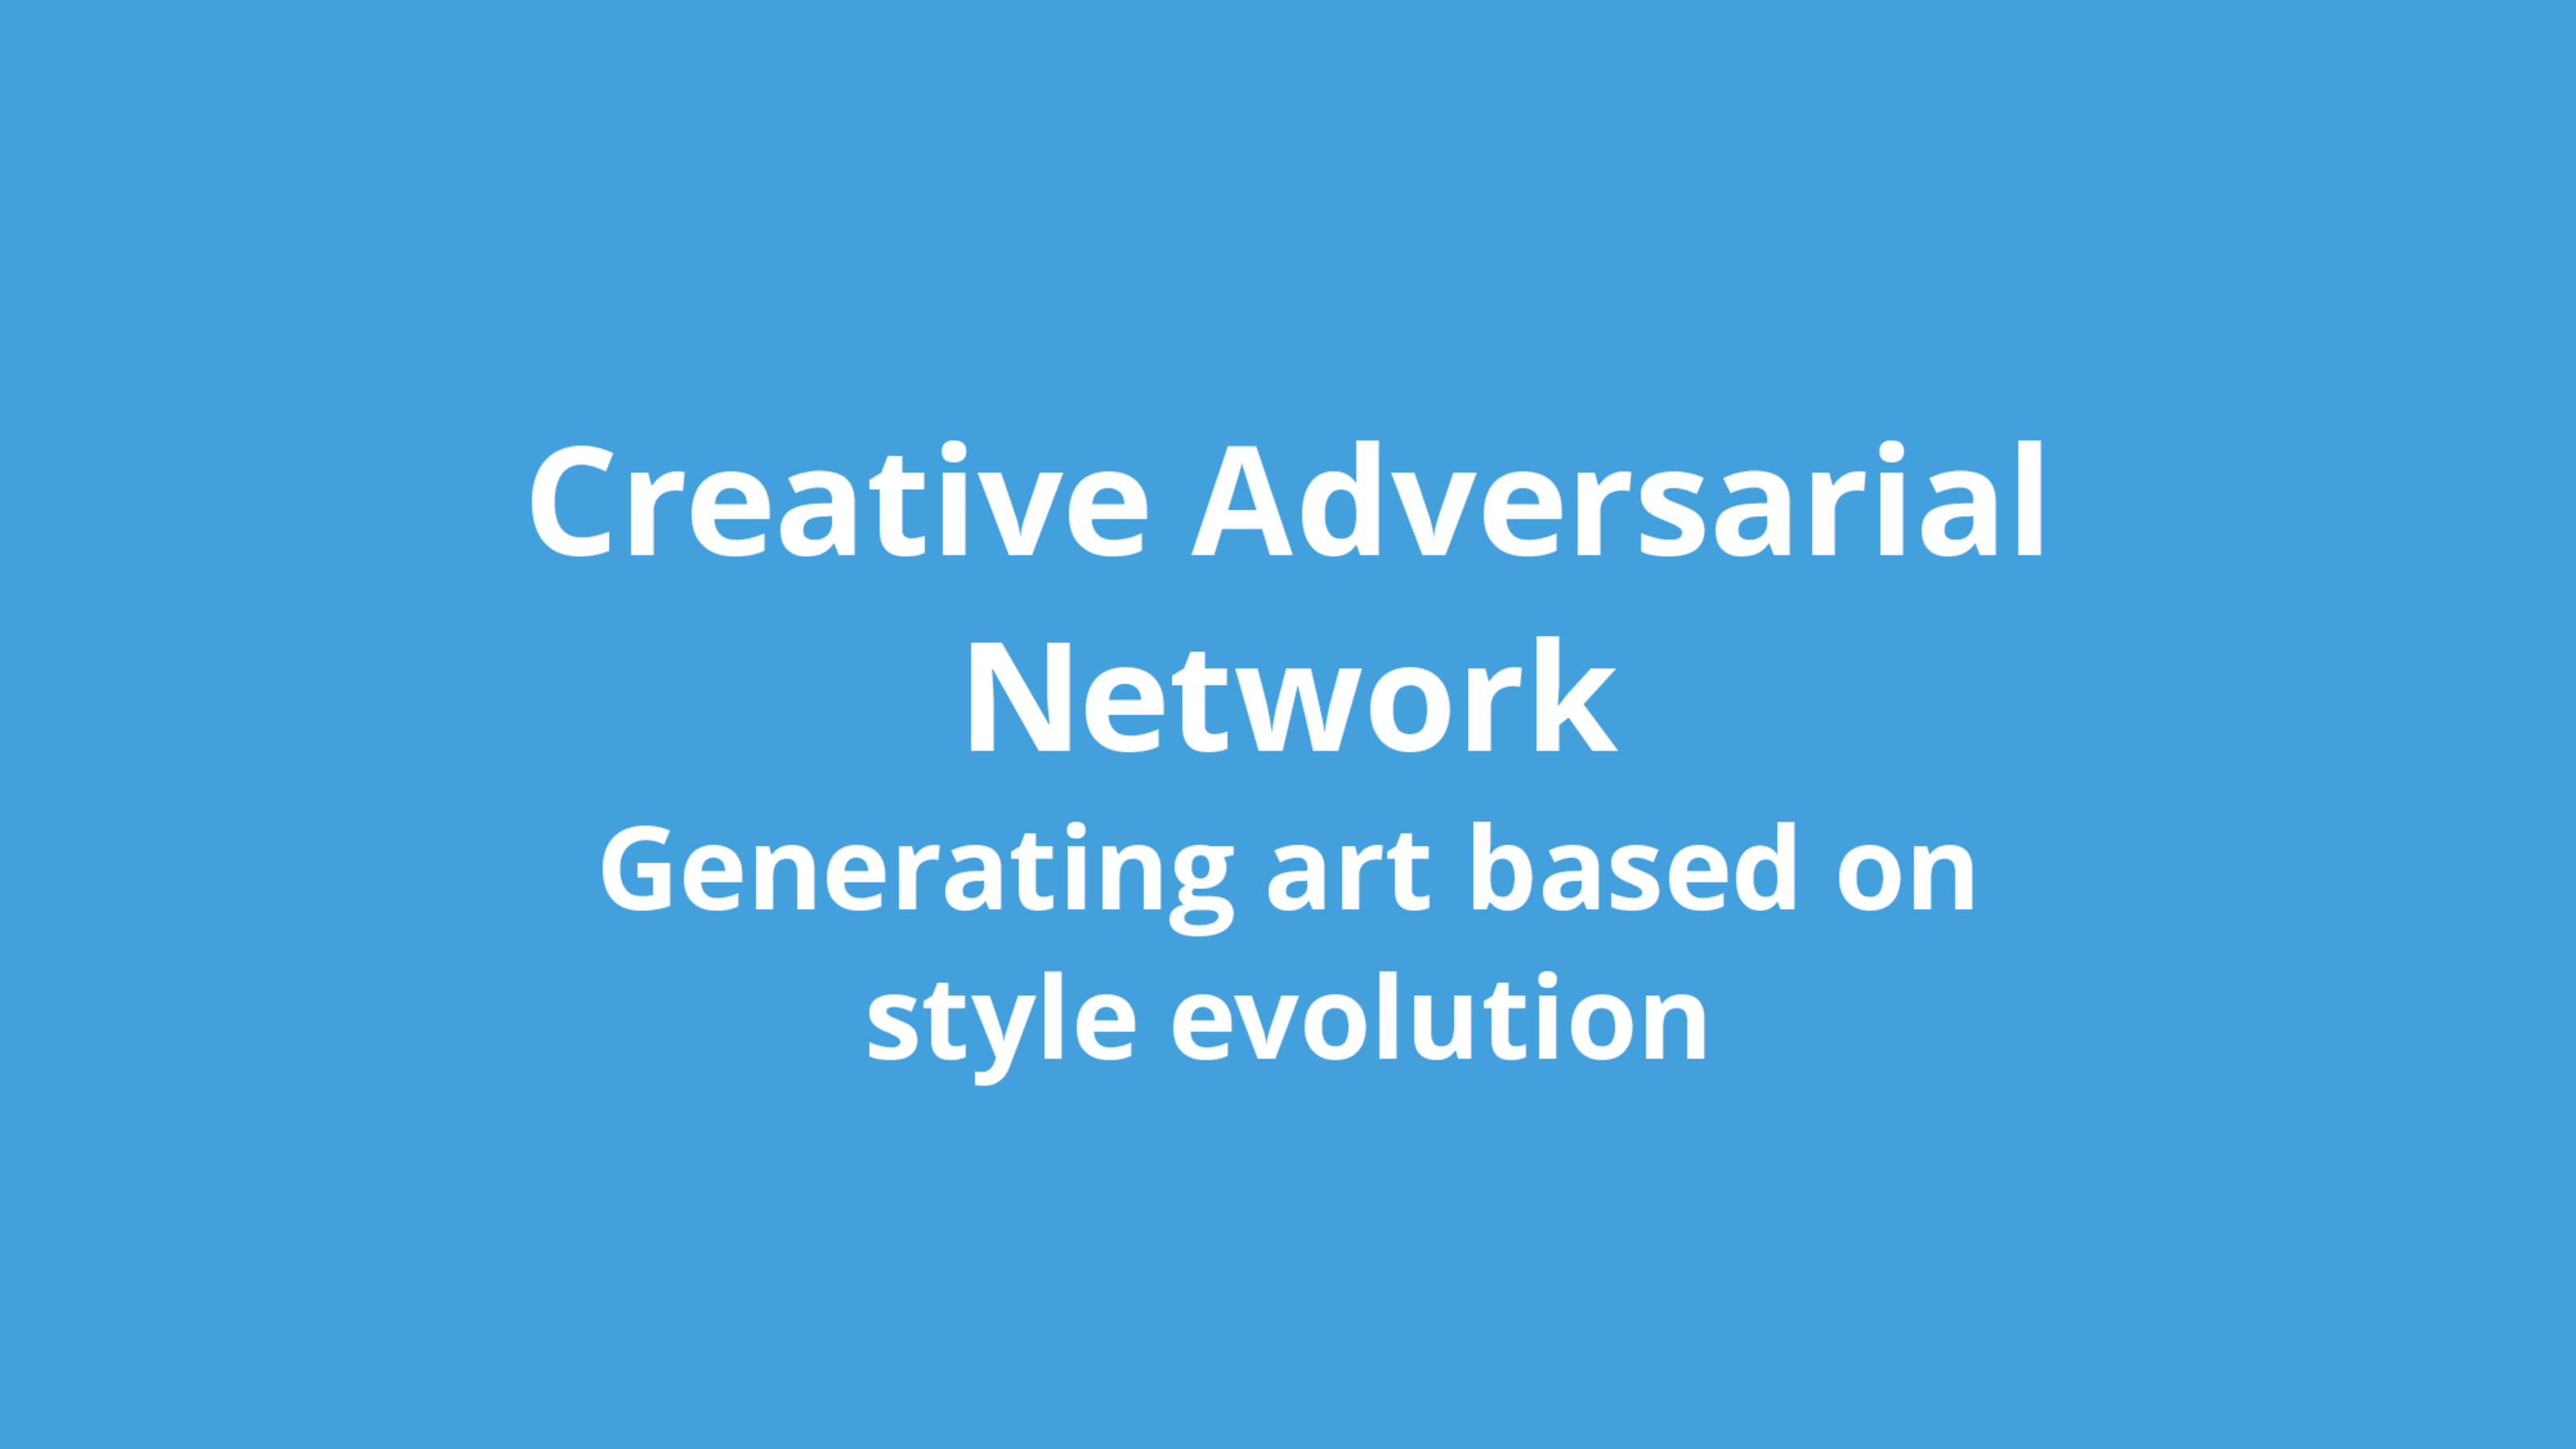 Creative Adversarial
Network
Generating art based on
style evolution